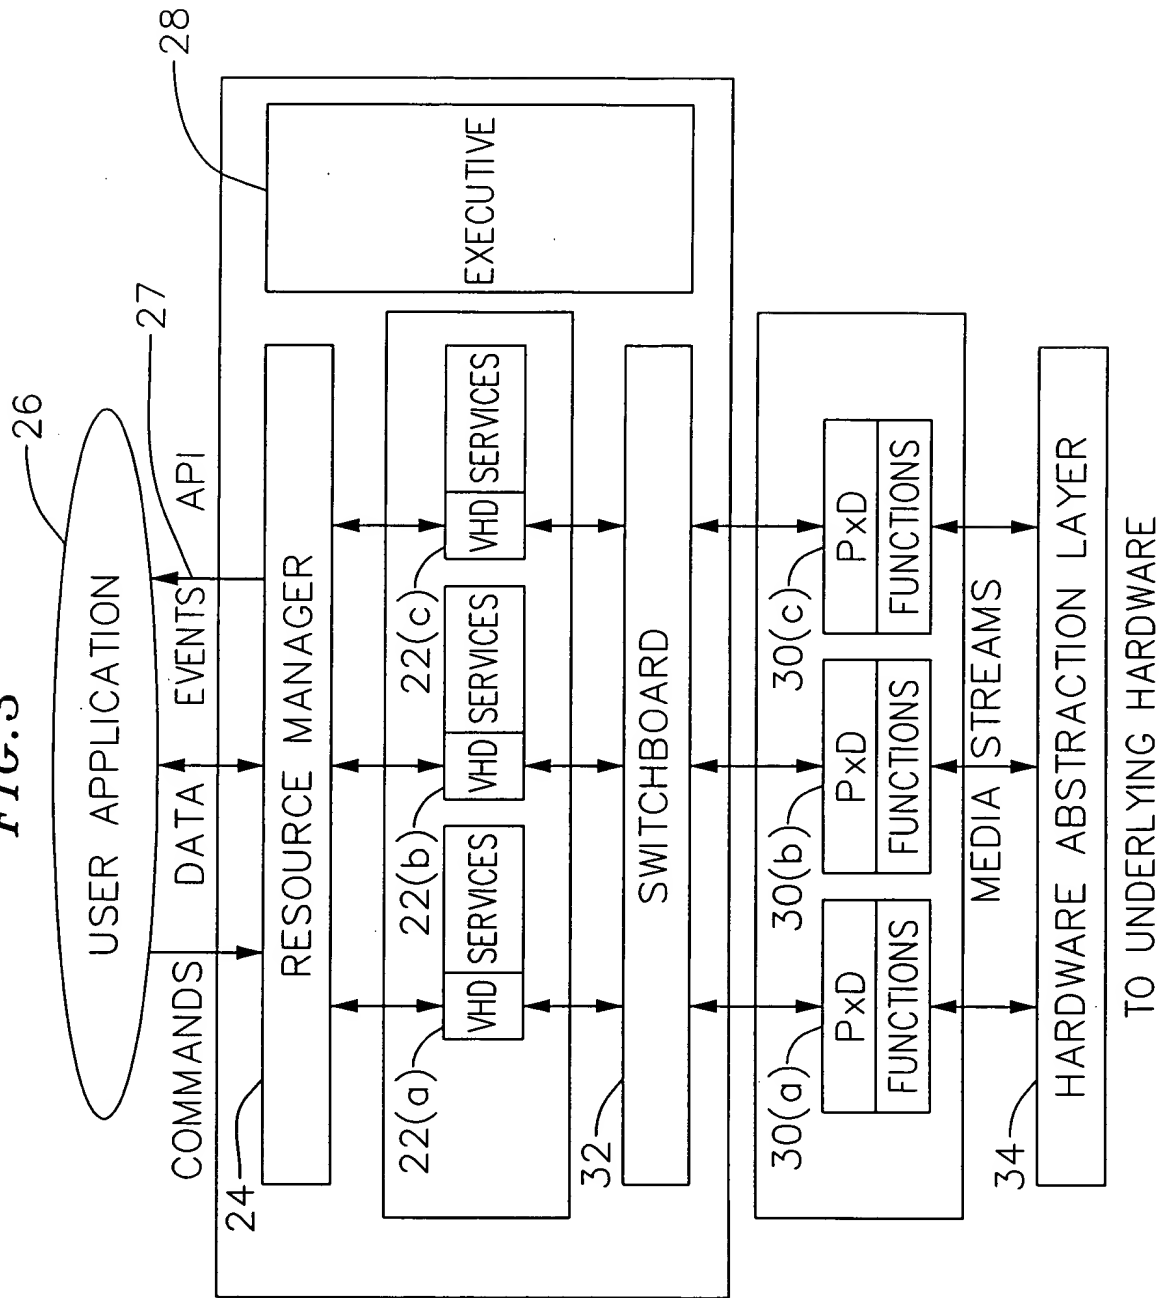 FIG. 3
26
USER APPLICATION
27
28
COMMANDS
DATA
EVENTS
API
24
RESOURCE MANAGER
EXECUTIVE
22(a)
VHD SERVICES
22(b)
VHD SERVICES
22(c)
VHD SERVICES
32
SWITCHBOARD
30(a)
PxD
FUNCTIONS
30(b)
PxD
FUNCTIONS
30(c)
PxD
FUNCTIONS
MEDIA STREAMS
34
HARDWARE ABSTRACTION LAYER
TO UNDERLYING HARDWARE